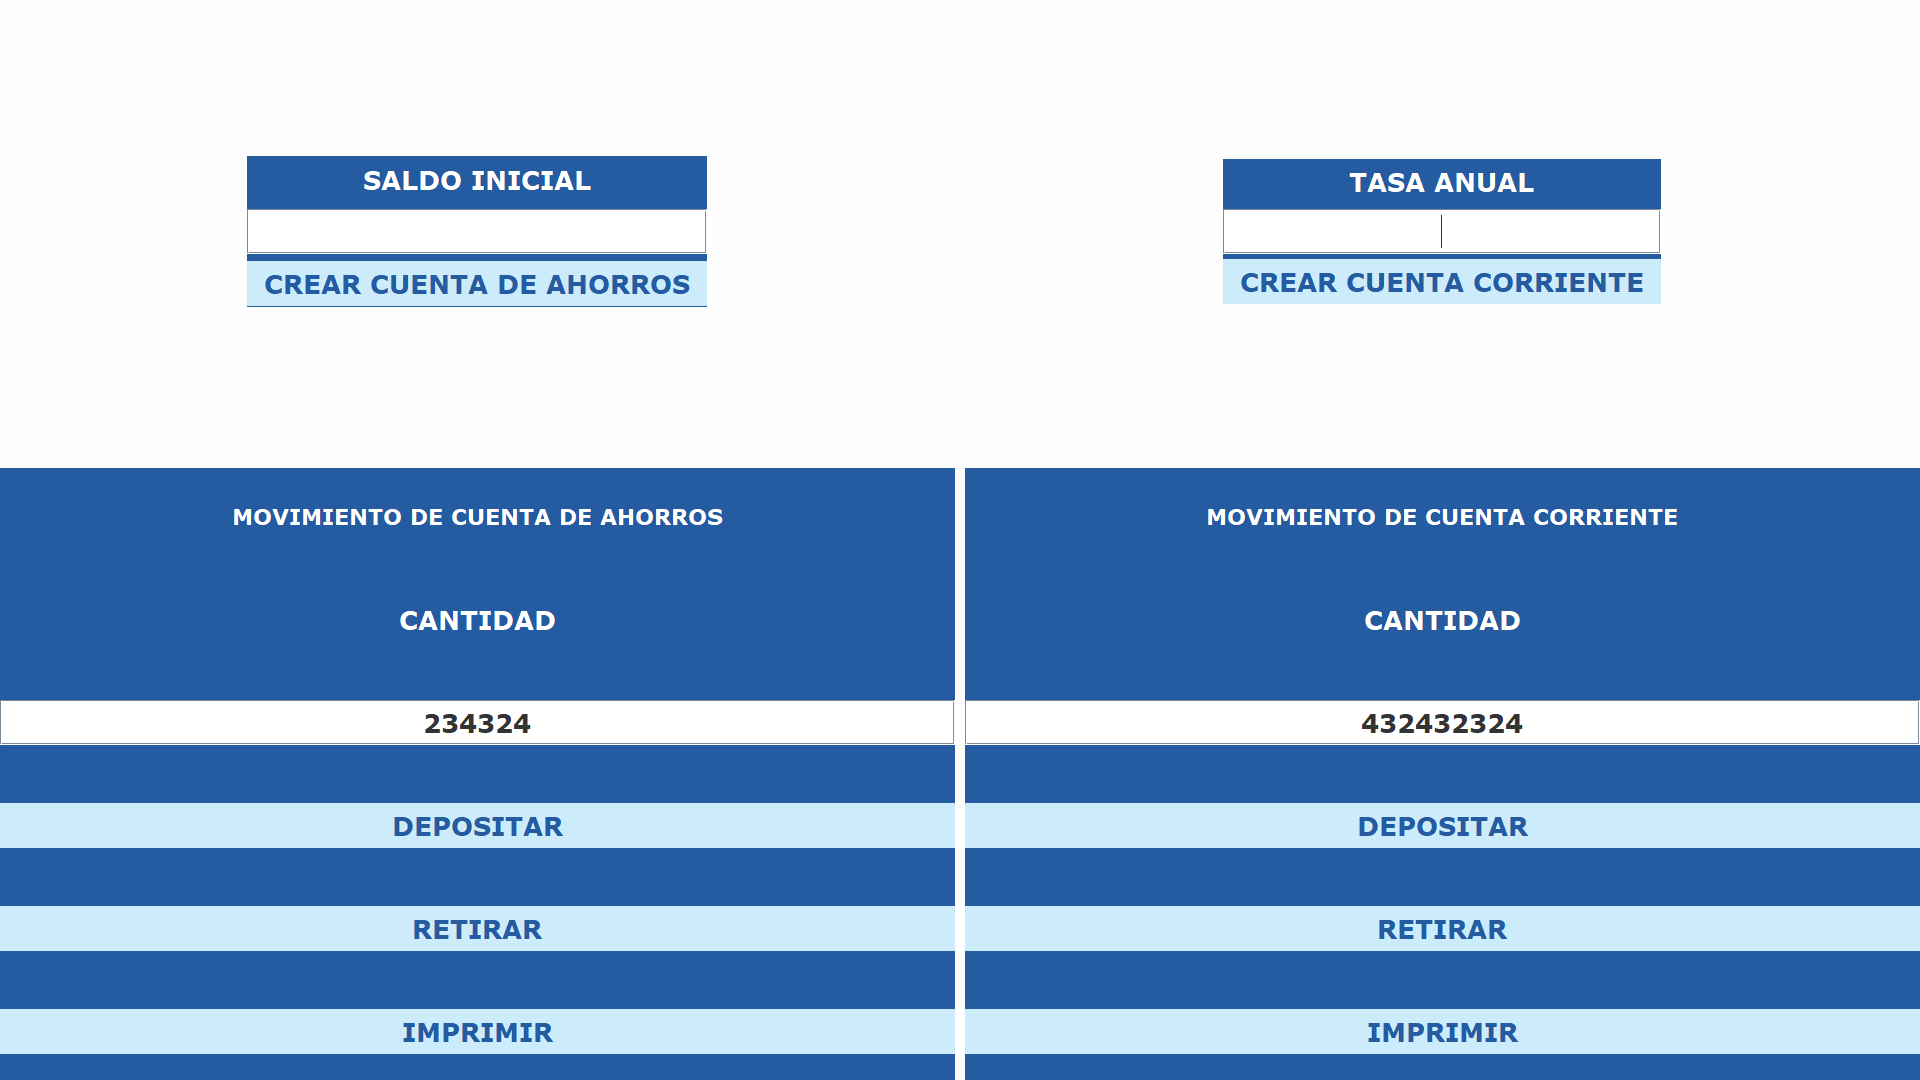 SALDO INICIAL
CREAR CUENTA DE AHORROS
TASA ANUAL
CREAR CUENTA CORRIENTE
MOVIMIENTO DE CUENTA DE AHORROS
CANTIDAD
234324
DEPOSITAR
RETIRAR
IMPRIMIR
MOVIMIENTO DE CUENTA CORRIENTE
CANTIDAD
432432324
DEPOSITAR
RETIRAR
IMPRIMIR